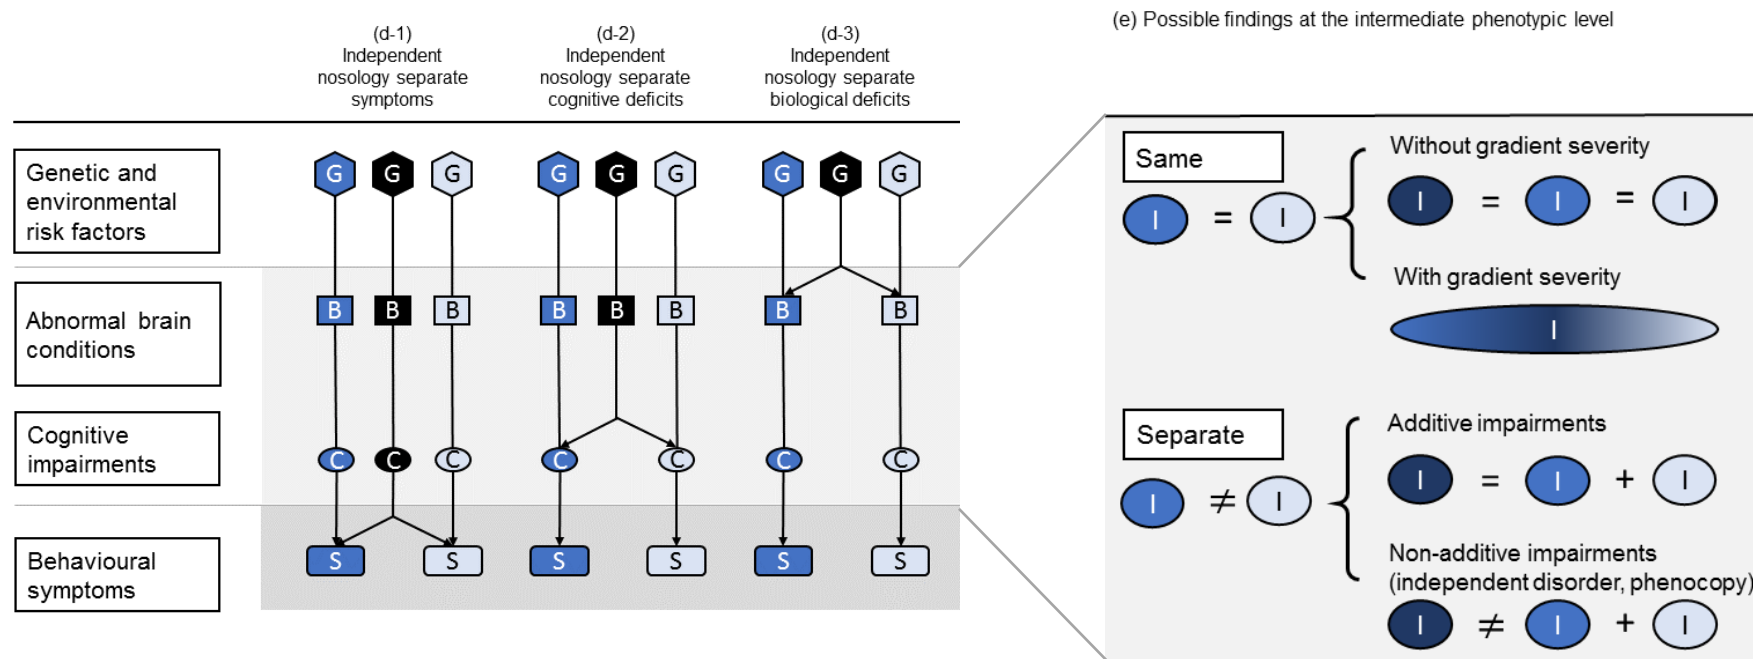 (e) Possible findings at the intermediate phenotypic level
(d-1)
Independent
nosology separate
symptoms
(d-2)
Independent
nosology separate
cognitive deficits
(d-3)
Independent
nosology separate
biological deficits
Genetic and
environmental
risk factors
G G G G G G G G G
Abnormal brain
conditions
B B B B B B B B
Cognitive
impairments
C C C C C C C
Behavioural
symptoms
S S S S S S
Same
I = I
Without gradient severity
I = I = I
With gradient severity
I
Separate
I ≠ I
Additive impairments
I = I + I
Non-additive impairments
(independent disorder, phenocopy)
I ≠ I + I